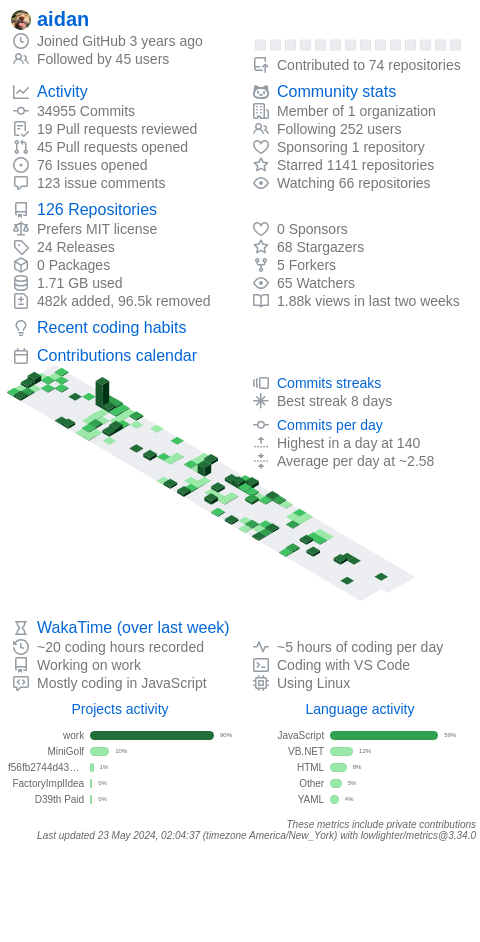 aidan
Joined GitHub 3 years ago
Followed by 45 users
Contributed to 74 repositories
Activity
34955 Commits
19 Pull requests reviewed
45 Pull requests opened
76 Issues opened
123 issue comments
Community stats
Member of 1 organization
Following 252 users
Sponsoring 1 repository
Starred 1141 repositories
Watching 66 repositories
126 Repositories
Prefers MIT license
24 Releases
0 Packages
1.71 GB used
482k added, 96.5k removed
0 Sponsors
68 Stargazers
5 Forkers
65 Watchers
1.88k views in last two weeks
Recent coding habits
Contributions calendar
Commits streaks
Best streak 8 days
Commits per day
Highest in a day at 140
Average per day at ~2.58
WakaTime (over last week)
~20 coding hours recorded
Working on work
Mostly coding in JavaScript
~5 hours of coding per day
Coding with VS Code
Using Linux
Projects activity
work 90%
MiniGolf 10%
f56fb2744d43… 1%
FactoryImplIdea 0%
D39th Paid 0%
Language activity
JavaScript 59%
VB.NET 12%
HTML 8%
Other 5%
YAML 4%
These metrics include private contributions
Last updated 23 May 2024, 02:04:37 (timezone America/New_York) with lowlighter/metrics@3.34.0